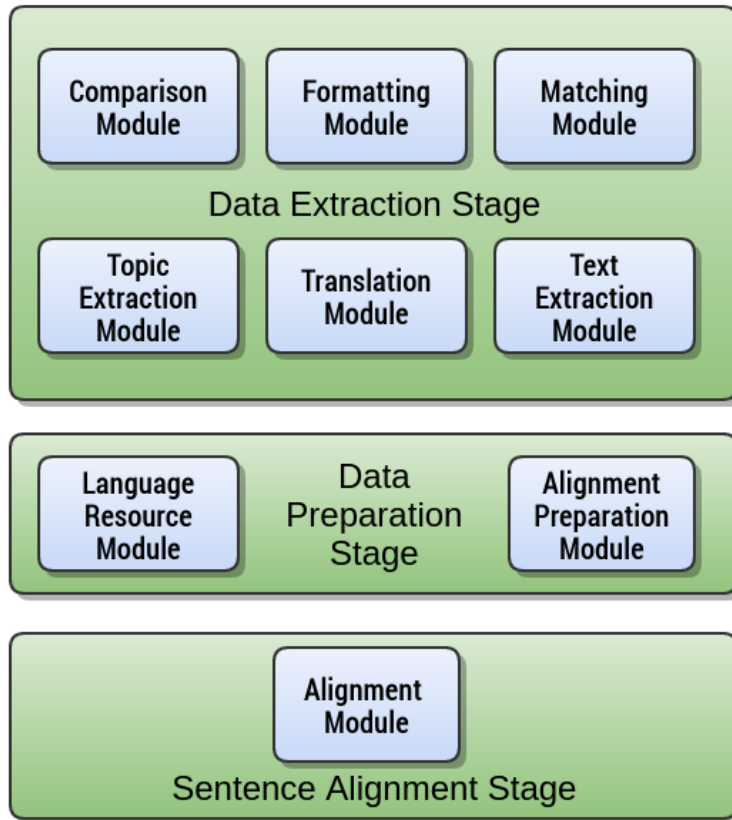 Comparison
Module
Formatting
Module
Matching
Module
Data Extraction Stage
Topic
Extraction
Module
Translation
Module
Text
Extraction
Module
Language
Resource
Module
Data
Preparation
Stage
Alignment
Preparation
Module
Alignment
Module
Sentence Alignment Stage